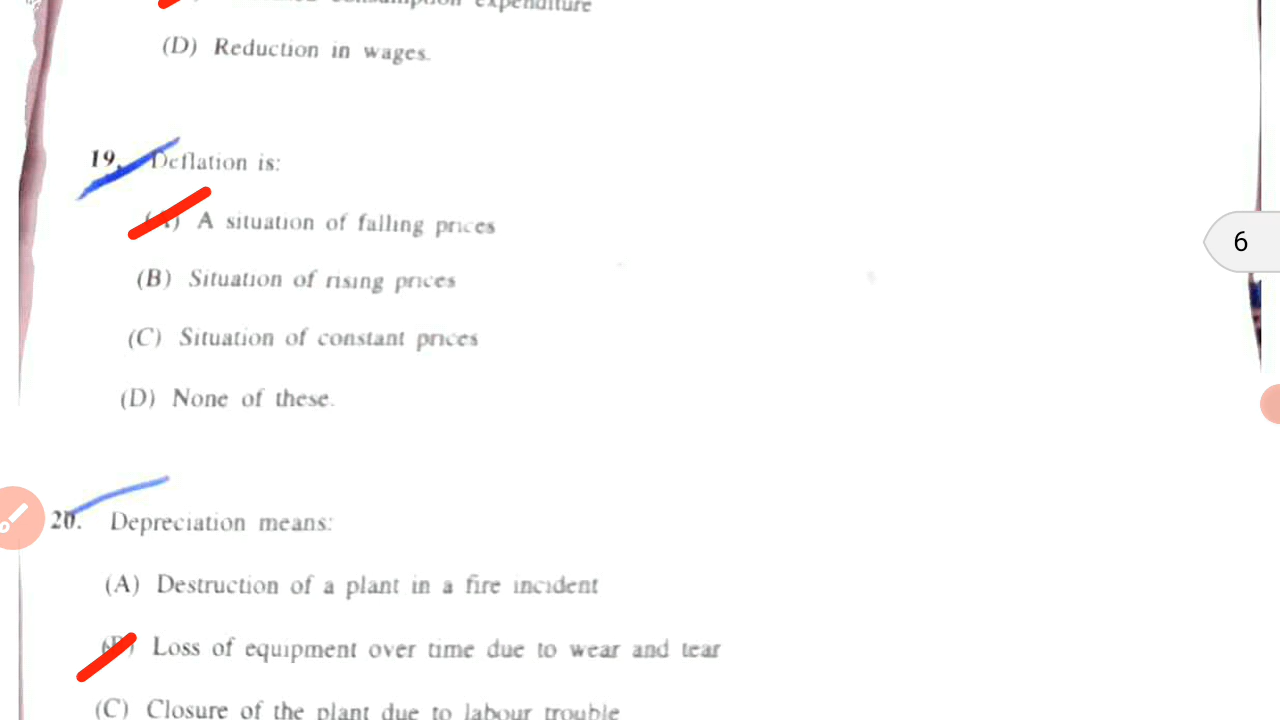 expenditure
(D) Reduction in wages.
19. Deflation is:
(A) A situation of falling prices
(B) Situation of rising prices
(C) Situation of constant prices
(D) None of these.
6
20. Depreciation means:
(A) Destruction of a plant in a fire incident
(B) Loss of equipment over time due to wear and tear
(C) Closure of the plant due to labour trouble